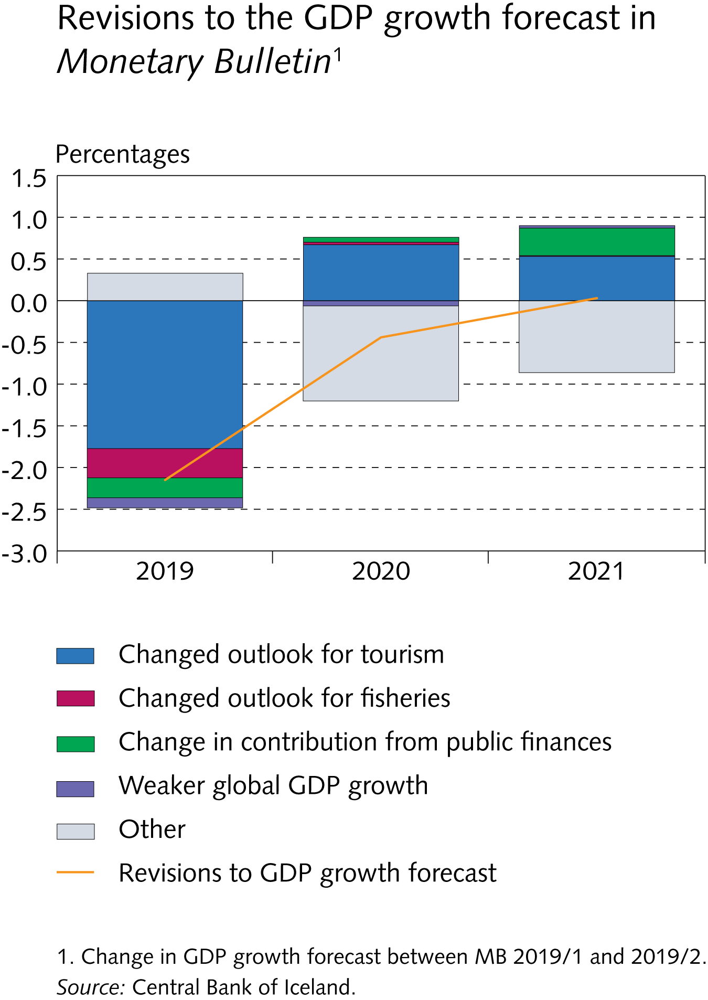 Revisions to the GDP growth forecast in
Monetary Bulletin¹
Percentages
1.5
1.0
0.5
0.0
-0.5
-1.0
-1.5
-2.0
-2.5
-3.0
2019 2020 2021
Changed outlook for tourism
Changed outlook for fisheries
Change in contribution from public finances
Weaker global GDP growth
Other
Revisions to GDP growth forecast
1. Change in GDP growth forecast between MB 2019/1 and 2019/2.
Source: Central Bank of Iceland.